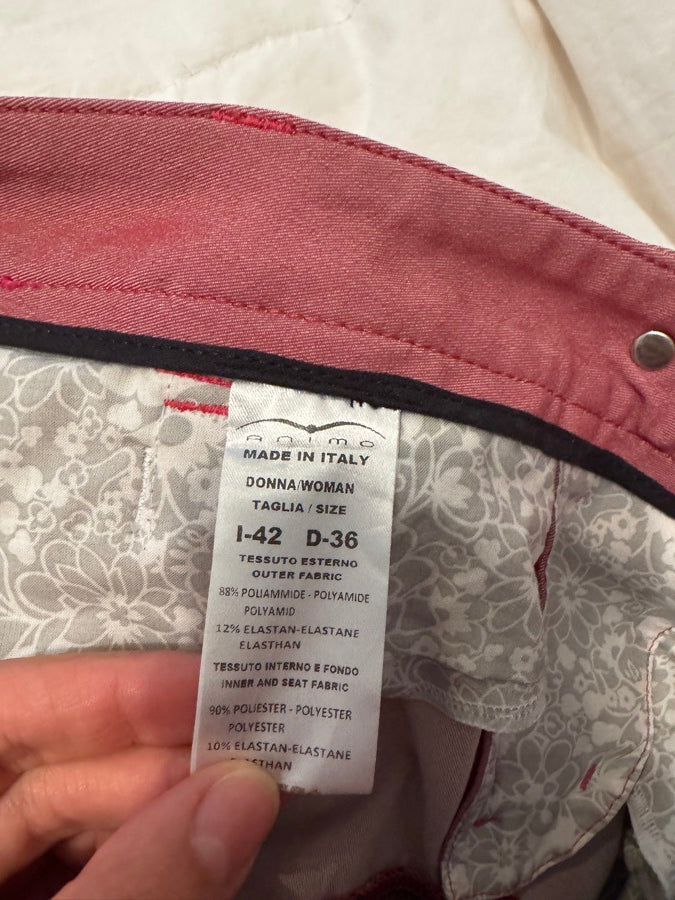 ANIMO
MADE IN ITALY
DONNA/WOMAN
TAGLIA / SIZE
I-42 D-36
TESSUTO ESTERNO
OUTER FABRIC
88% POLIAMMIDE - POLYAMIDE
POLYAMID
12% ELASTAN-ELASTANE
ELASTHAN
TESSUTO INTERNO E FONDO
INNER AND SEAT FABRIC
90% POLIESTER - POLYESTER
POLYESTER
10% ELASTAN-ELASTANE